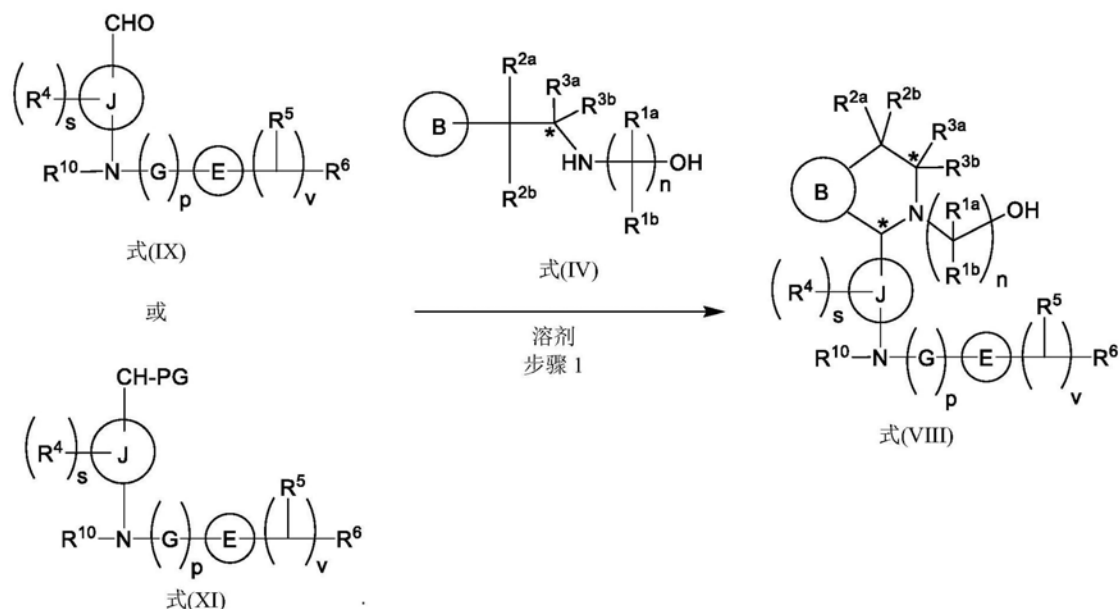 CHO
(R⁴)s J
R¹⁰—N (G)p E (R⁵)v R⁶
式(IX)
或
CH-PG
(R⁴)s J
R¹⁰—N (G)p E (R⁵)v R⁶
式(XI)
B R²ᵃ R³ᵃ
R³ᵇ
*
R²ᵇ HN (R¹ᵃ R¹ᵇ)n OH
式(IV)
溶剂
步骤 1
R²ᵃ R²ᵇ
R³ᵃ
*
R³ᵇ
B
N
*
(R¹ᵃ R¹ᵇ)n OH
(R⁴)s J
R¹⁰—N (G)p E (R⁵)v R⁶
式(VIII)